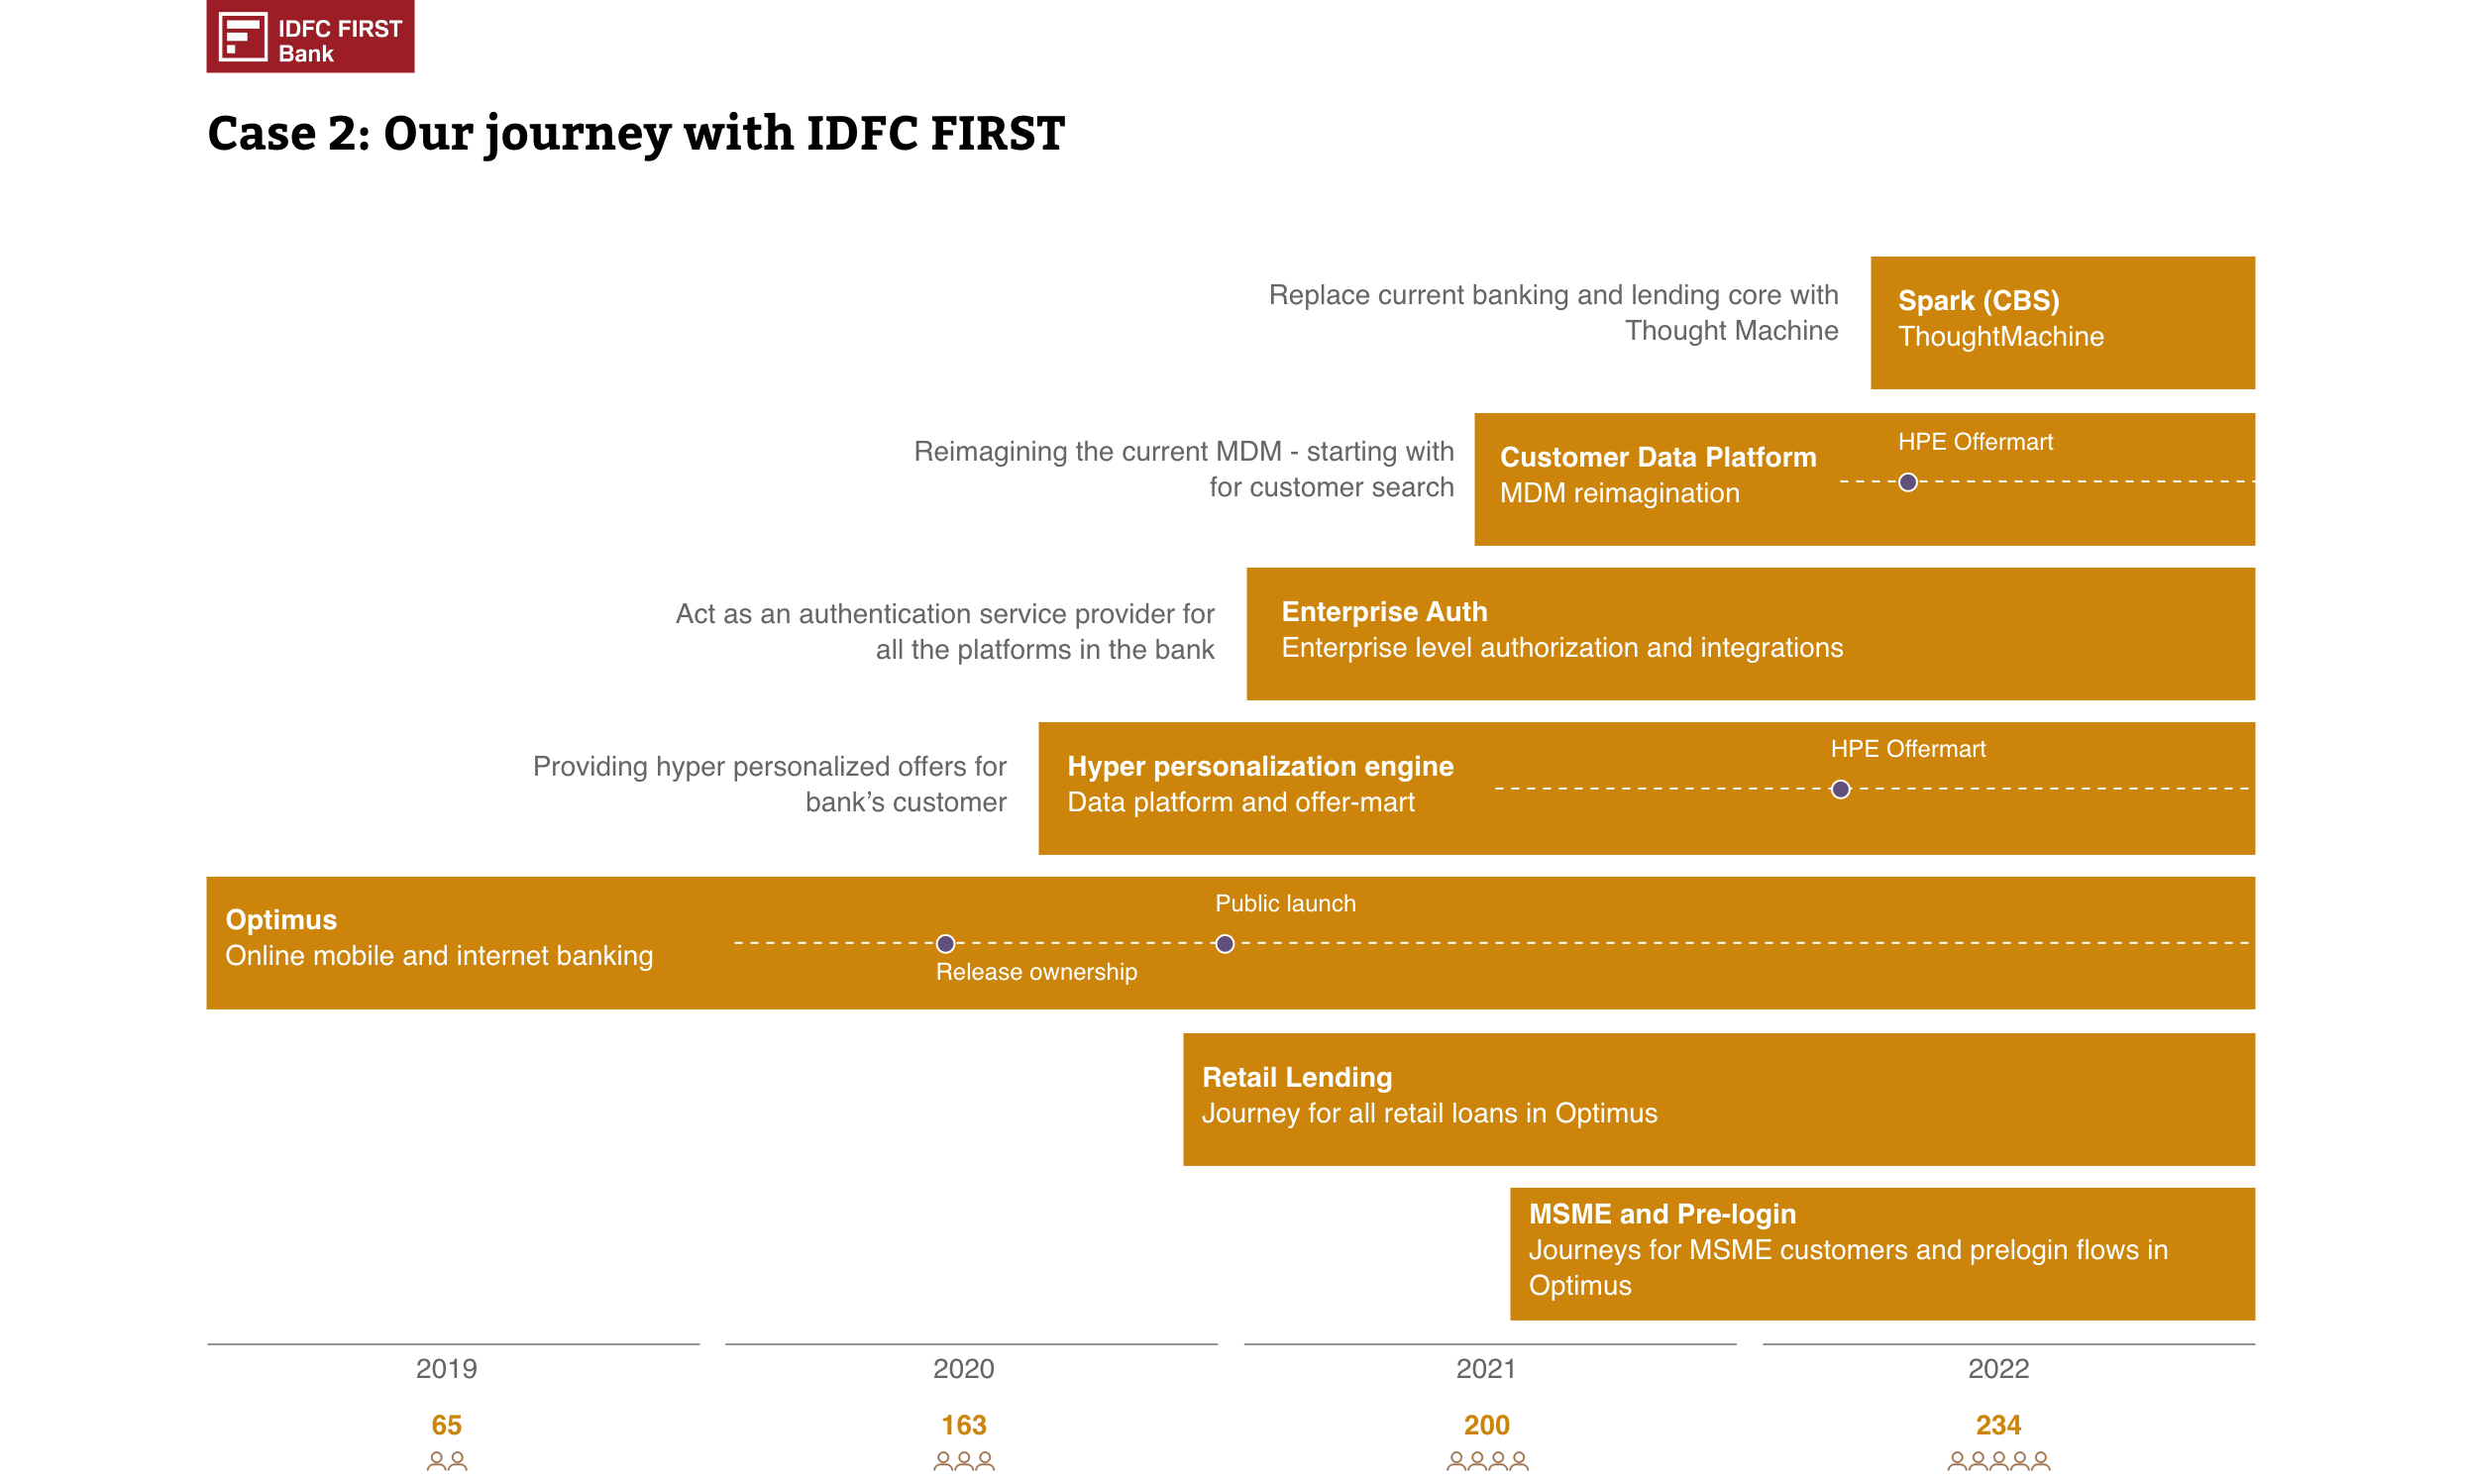 IDFC FIRST
Bank
Case 2: Our journey with IDFC FIRST
Replace current banking and lending core with
Thought Machine
Spark (CBS)
ThoughtMachine
Reimagining the current MDM - starting with
for customer search
Customer Data Platform
MDM reimagination
HPE Offermart
Act as an authentication service provider for
all the platforms in the bank
Enterprise Auth
Enterprise level authorization and integrations
Providing hyper personalized offers for
bank’s customer
Hyper personalization engine
Data platform and offer-mart
HPE Offermart
Optimus
Online mobile and internet banking
Public launch
Release ownership
Retail Lending
Journey for all retail loans in Optimus
MSME and Pre-login
Journeys for MSME customers and prelogin flows in
Optimus
2019
2020
2021
2022
65
163
200
234